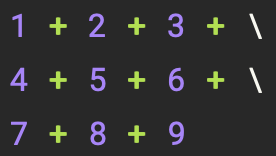 1 + 2 + 3 + \
4 + 5 + 6 + \
7 + 8 + 9